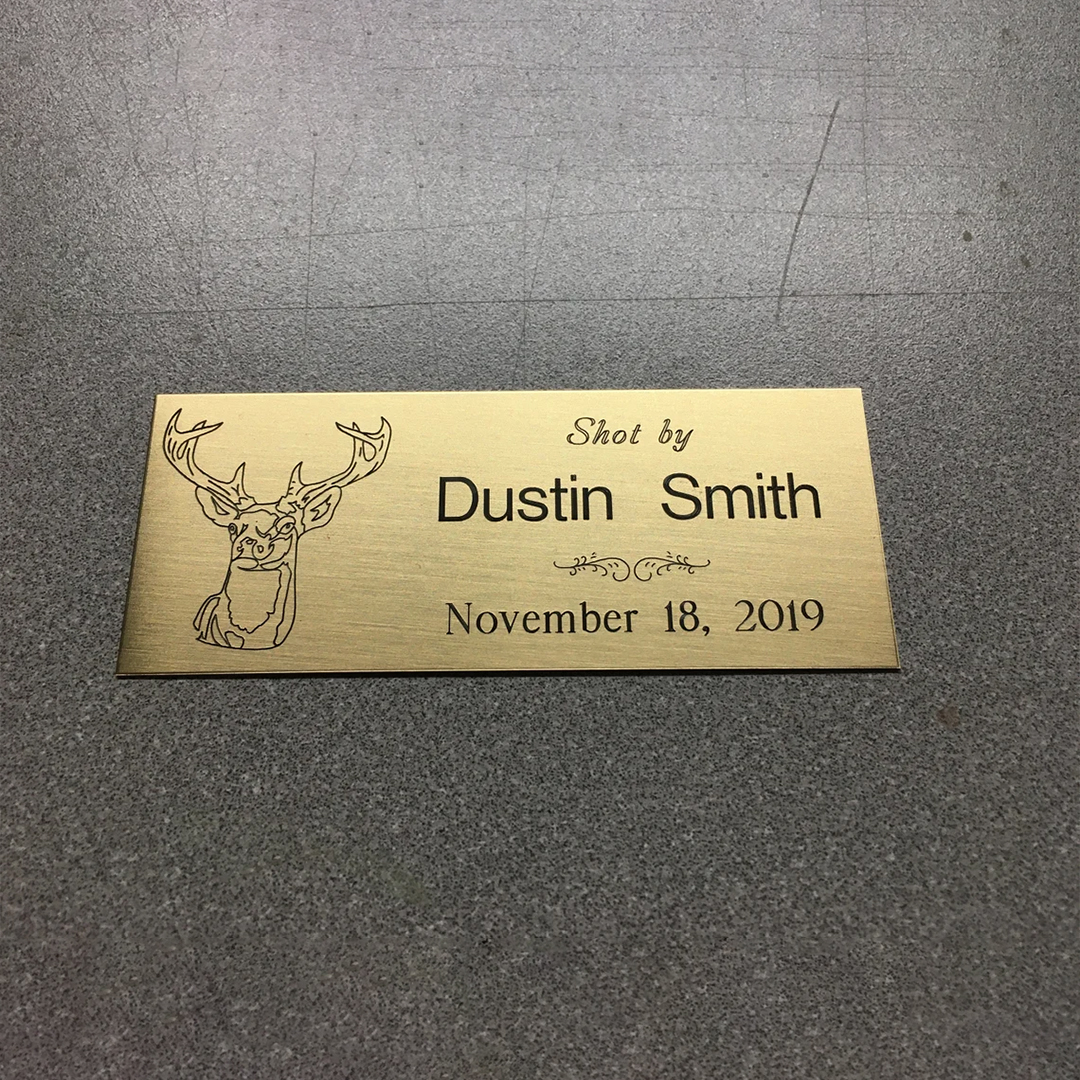 Shot by
Dustin Smith
November 18, 2019